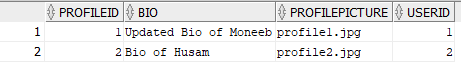 PROFILEID BIO PROFILEPICTURE USERID
1 1 Updated Bio of Moneeb profile1.jpg 1
2 2 Bio of Husam profile2.jpg 2